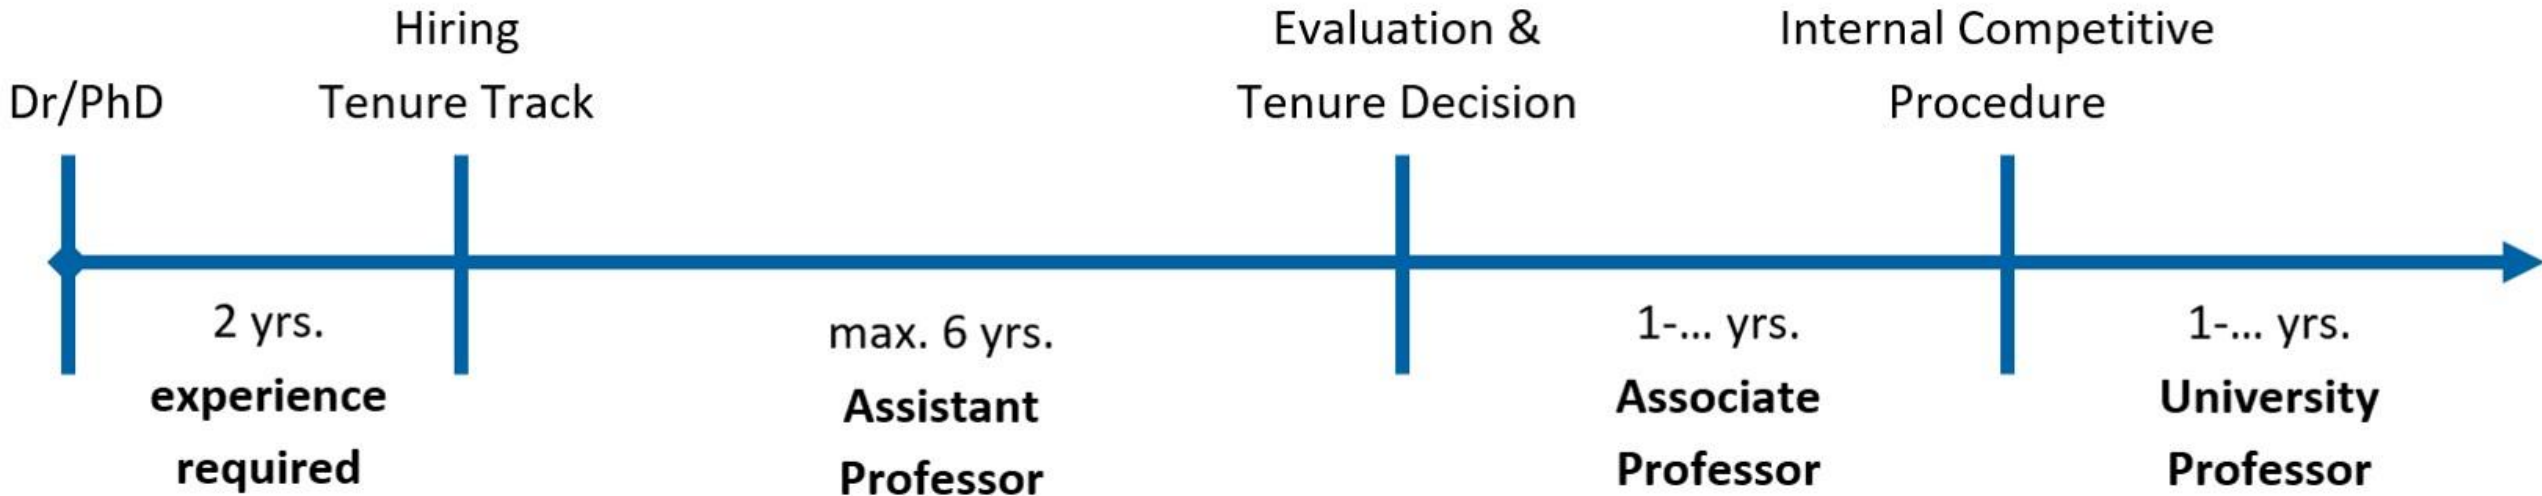 Dr/PhD
Hiring
Tenure Track
Evaluation &
Tenure Decision
Internal Competitive
Procedure
2 yrs.
experience
required
max. 6 yrs.
Assistant
Professor
1-... yrs.
Associate
Professor
1-... yrs.
University
Professor